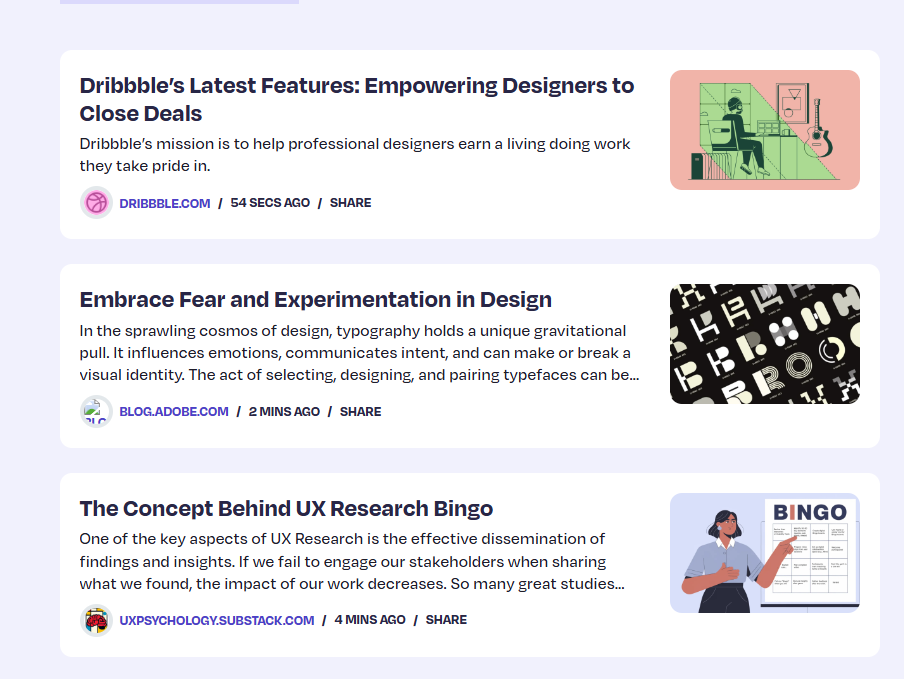 Dribbble’s Latest Features: Empowering Designers to
Close Deals
Dribbble’s mission is to help professional designers earn a living doing work
they take pride in.
DRIBBBLE.COM / 54 SECS AGO / SHARE
Embrace Fear and Experimentation in Design
In the sprawling cosmos of design, typography holds a unique gravitational
pull. It influences emotions, communicates intent, and can make or break a
visual identity. The act of selecting, designing, and pairing typefaces can be...
BLOG.ADOBE.COM / 2 MINS AGO / SHARE
The Concept Behind UX Research Bingo
BINGO
One of the key aspects of UX Research is the effective dissemination of
findings and insights. If we fail to engage our stakeholders when sharing
what we found, the impact of our work decreases. So many great studies...
UXPSYCHOLOGY.SUBSTACK.COM / 4 MINS AGO / SHARE